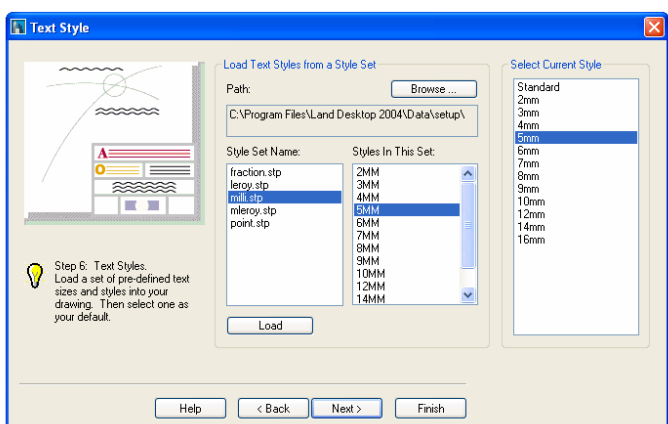 Text Style
Load Text Styles from a Style Set
Path:
Browse ...
C:\Program Files\Land Desktop 2004\Data\setup\
Style Set Name:
fraction.stp
leroy.stp
milli.stp
mleroy.stp
point.stp
Styles In This Set:
2MM
3MM
4MM
5MM
6MM
7MM
8MM
9MM
10MM
12MM
14MM
Load
Select Current Style
Standard
2mm
3mm
4mm
5mm
6mm
7mm
8mm
9mm
10mm
12mm
14mm
16mm
A
O
Step 6: Text Styles.
Load a set of pre-defined text
sizes and styles into your
drawing. Then select one as
your default.
Help
< Back
Next >
Finish